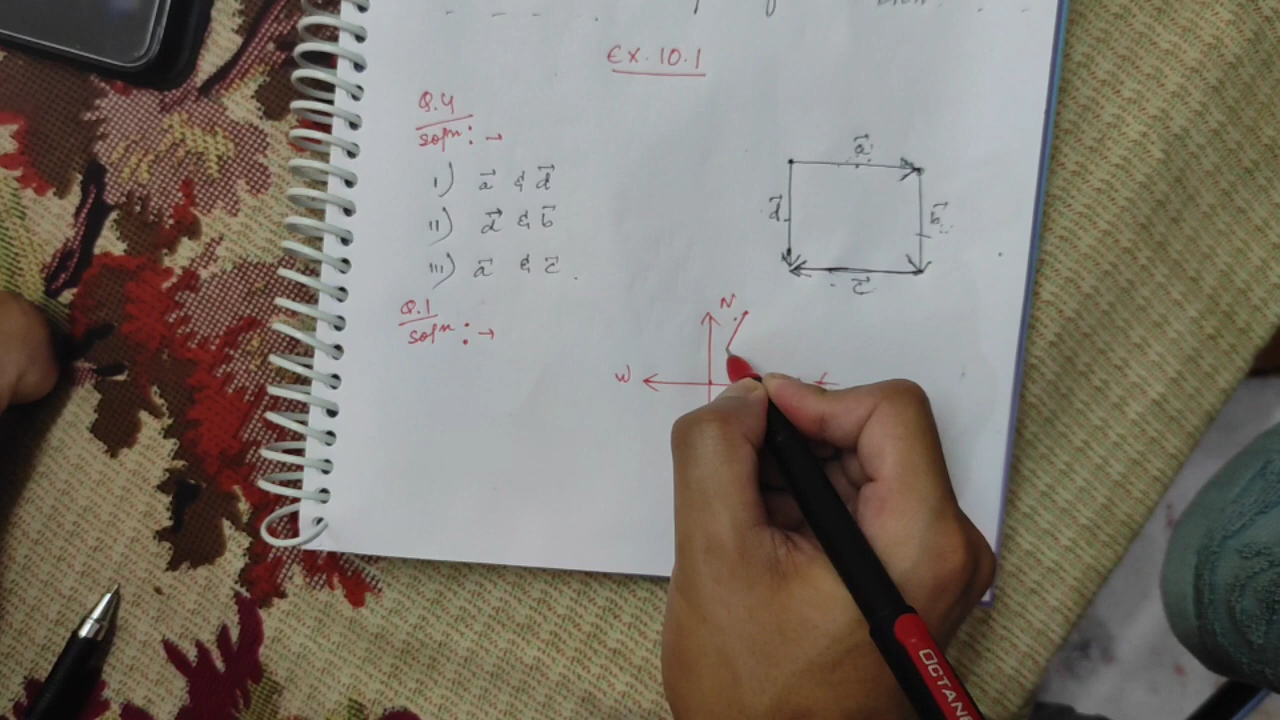 Ex. 10.1
Q.4
Soln: →
a⃗
I) a⃗ & d⃗
d⃗
b⃗
II) d⃗ & b⃗
III) a⃗ & c⃗.
c⃗
Q.1
N
Soln: →
W
OCTANE